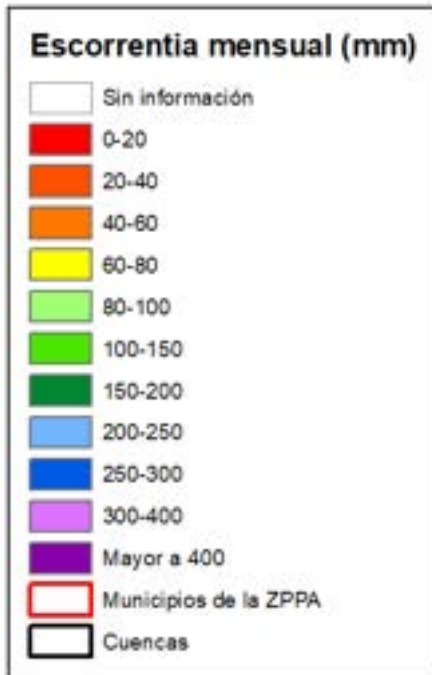 Escorrentia mensual (mm)
Sin información
0-20
20-40
40-60
60-80
80-100
100-150
150-200
200-250
250-300
300-400
Mayor a 400
Municipios de la ZPPA
Cuencas